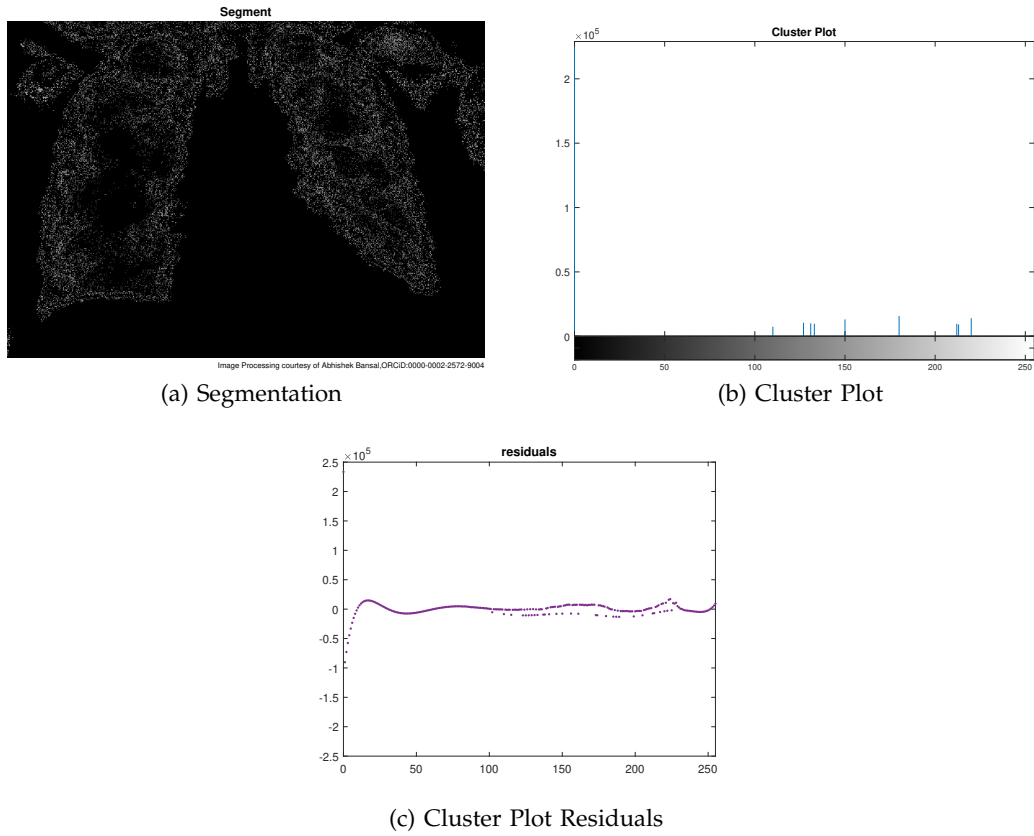 Segment
Image Processing courtesy of Abhishek Bansal,ORCiD:0000-0002-2572-9004
(a) Segmentation
Cluster Plot
×10^5
2
1.5
1
0.5
0
0 50 100 150 200 250
(b) Cluster Plot
residuals
×10^5
2.5
2
1.5
1
0.5
0
-0.5
-1
-1.5
-2
-2.5
0 50 100 150 200 250
(c) Cluster Plot Residuals